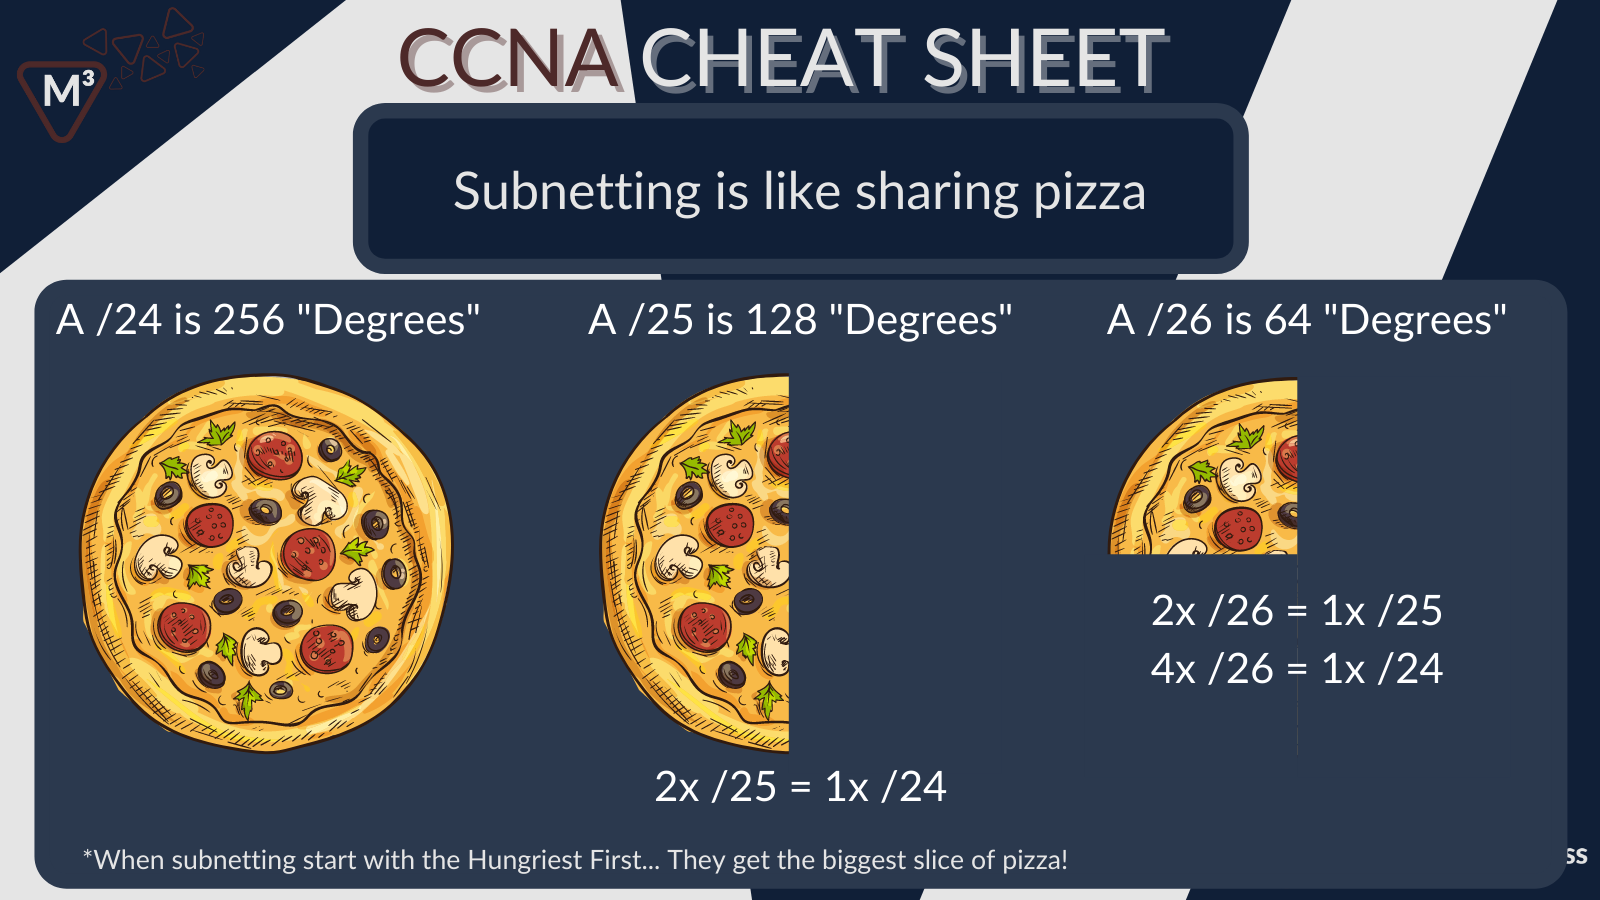 M³
CCNA CHEAT SHEET
Subnetting is like sharing pizza
A /24 is 256 "Degrees"
A /25 is 128 "Degrees"
A /26 is 64 "Degrees"
2x /26 = 1x /25
4x /26 = 1x /24
2x /25 = 1x /24
*When subnetting start with the Hungriest First... They get the biggest slice of pizza!